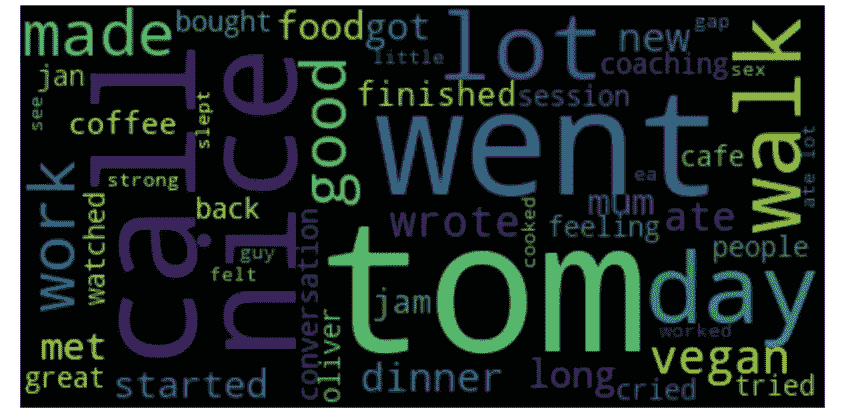 made
bought
food
got
lot
new
gap
little
coaching
sex
walk
jan
call
nice
good
finished
session
see
coffee
slept
went
cafe
ea
ate lot
work
strong
back
wrote
mum
ate
feeling
cooked
watched
guy
felt
conversation
tom
people
day
jam
worked
met
oliver
vegan
great
started
dinner
long
cried
tried